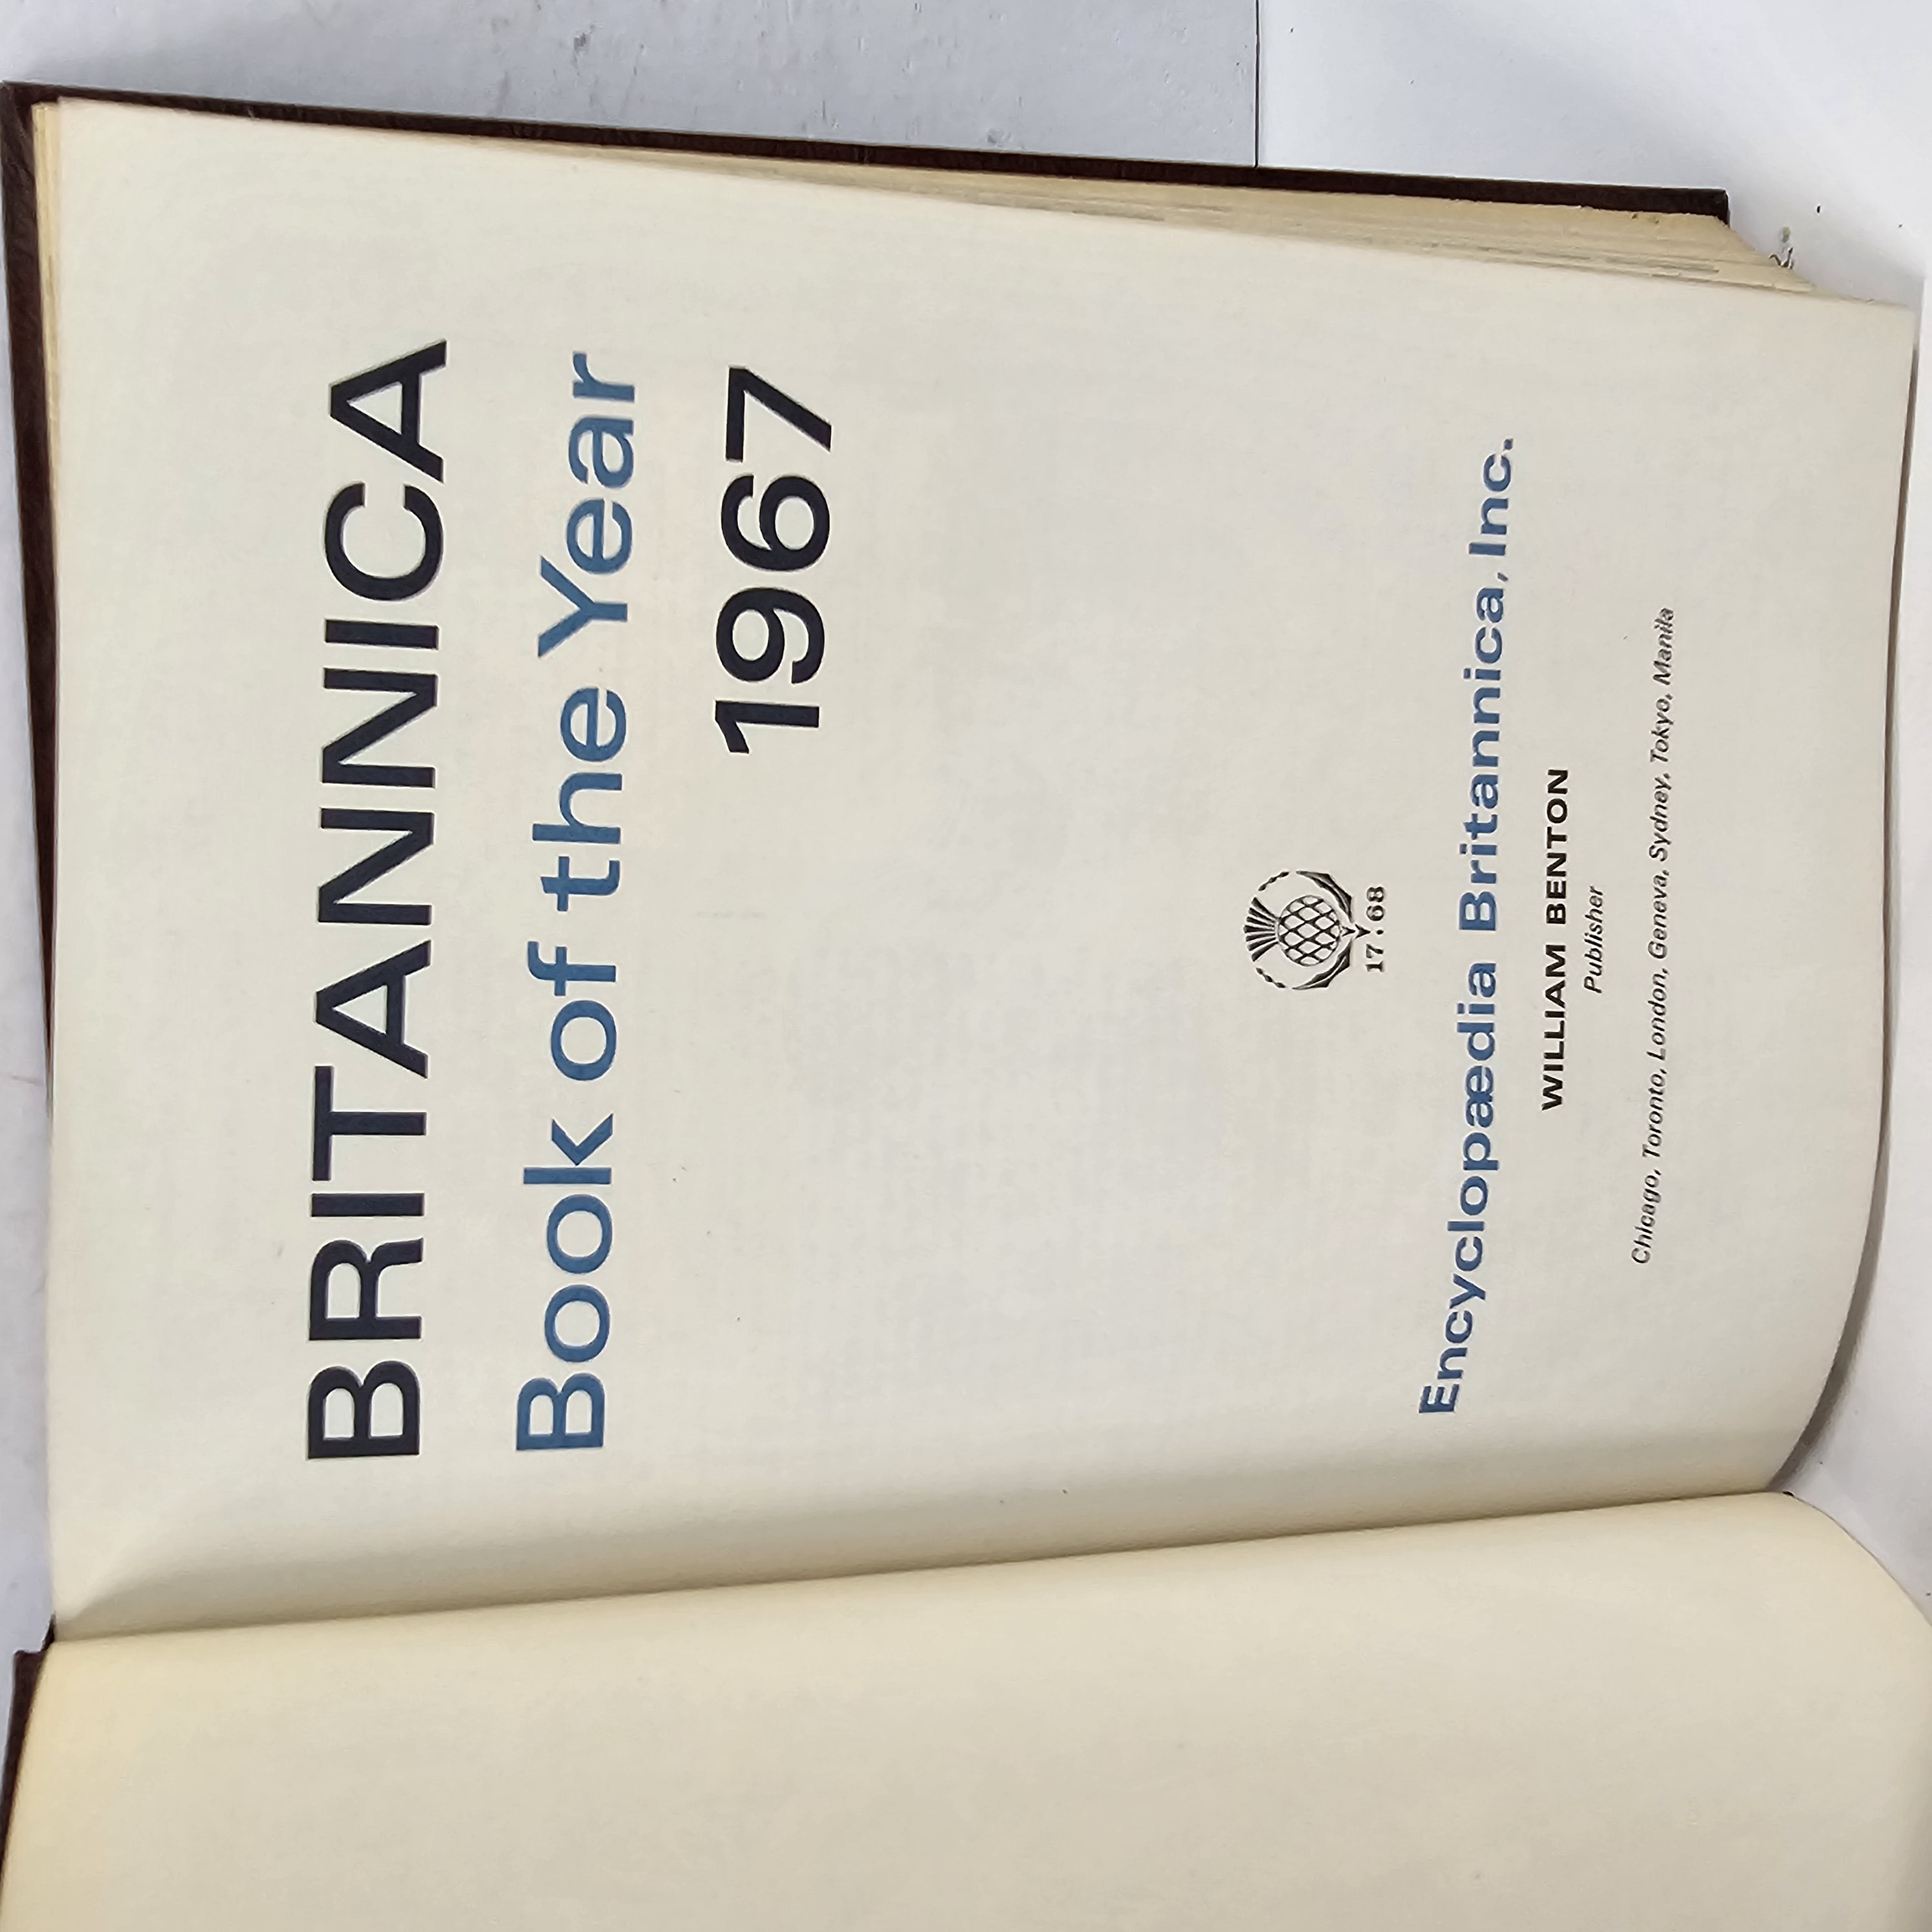 BRITANNICA
Book of the Year
1967
17.68
Encyclopædia Britannica, Inc.
WILLIAM BENTON
Publisher
Chicago, Toronto, London, Geneva, Sydney, Tokyo, Manila